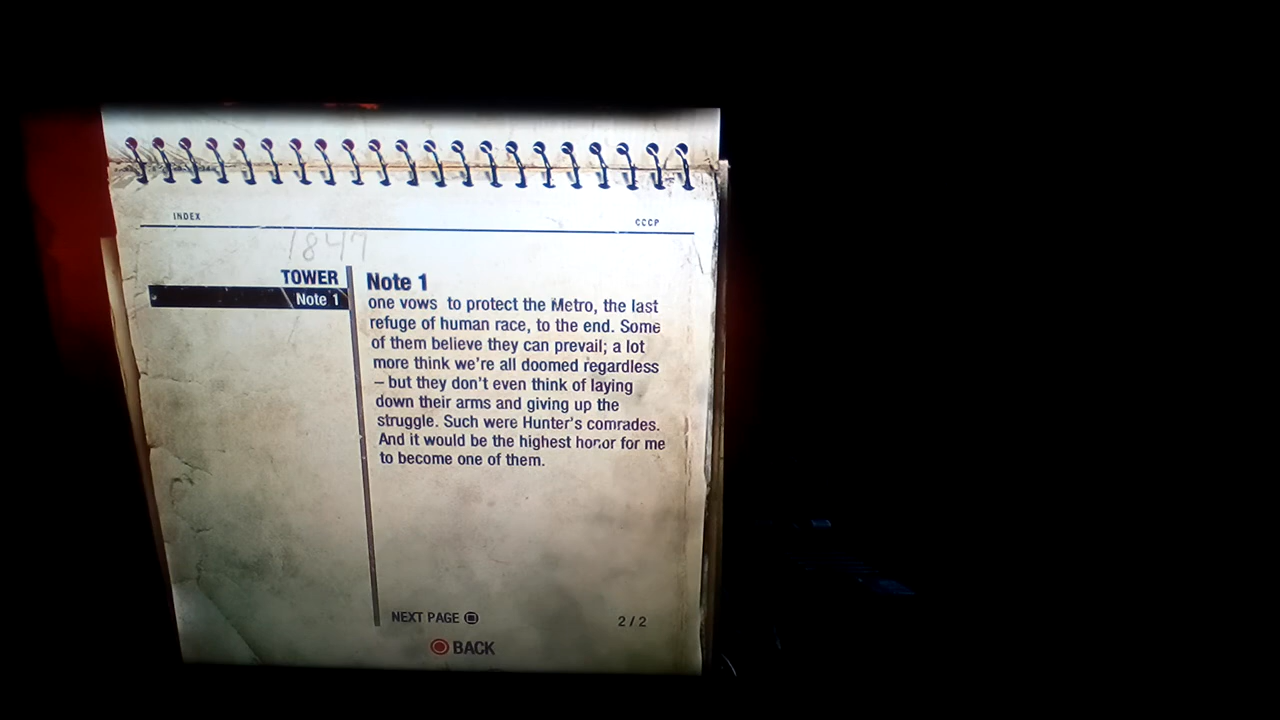 INDEX
CCCP
1847
TOWER
Note 1
Note 1
one vows to protect the Metro, the last
refuge of human race, to the end. Some
of them believe they can prevail; a lot
more think we're all doomed regardless
– but they don't even think of laying
down their arms and giving up the
struggle. Such were Hunter's comrades.
And it would be the highest honor for me
to become one of them.
NEXT PAGE
2 / 2
BACK